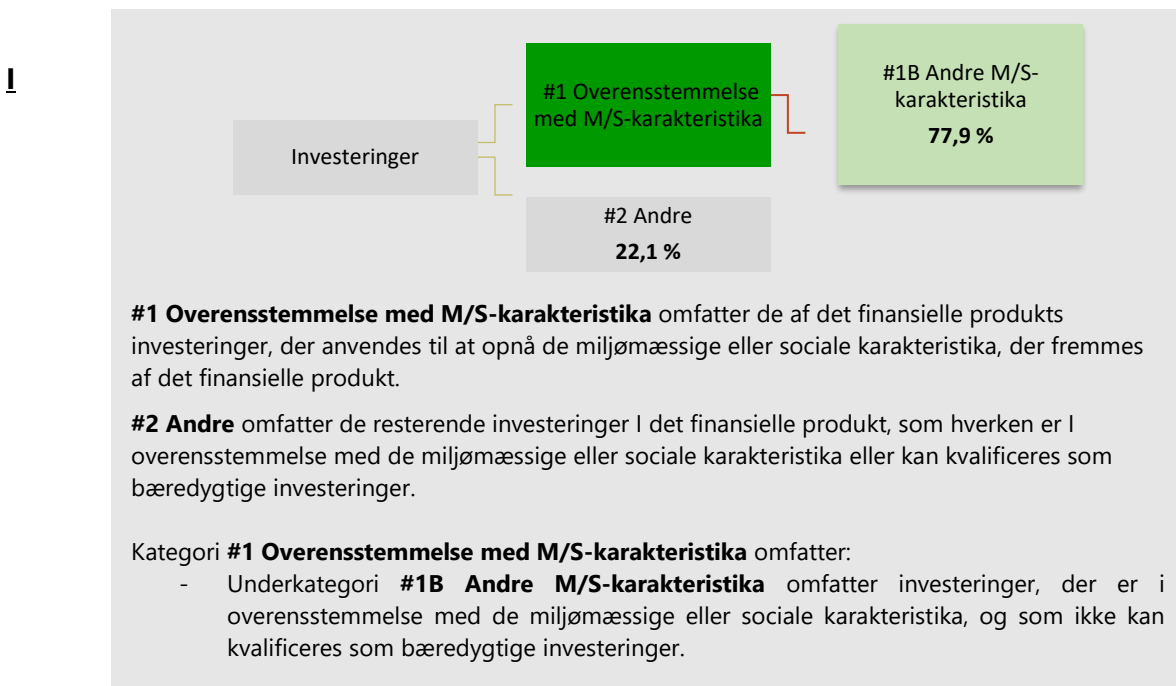 I
Investeringer
#1 Overensstemmelse
med M/S-karakteristika
#1B Andre M/S-
karakteristika
77,9 %
#2 Andre
22,1 %
#1 Overensstemmelse med M/S-karakteristika omfatter de af det finansielle produkts
investeringer, der anvendes til at opnå de miljømæssige eller sociale karakteristika, der fremmes
af det finansielle produkt.
#2 Andre omfatter de resterende investeringer I det finansielle produkt, som hverken er I
overensstemmelse med de miljømæssige eller sociale karakteristika eller kan kvalificeres som
bæredygtige investeringer.
Kategori #1 Overensstemmelse med M/S-karakteristika omfatter:
- Underkategori #1B Andre M/S-karakteristika omfatter investeringer, der er i
overensstemmelse med de miljømæssige eller sociale karakteristika, og som ikke kan
kvalificeres som bæredygtige investeringer.